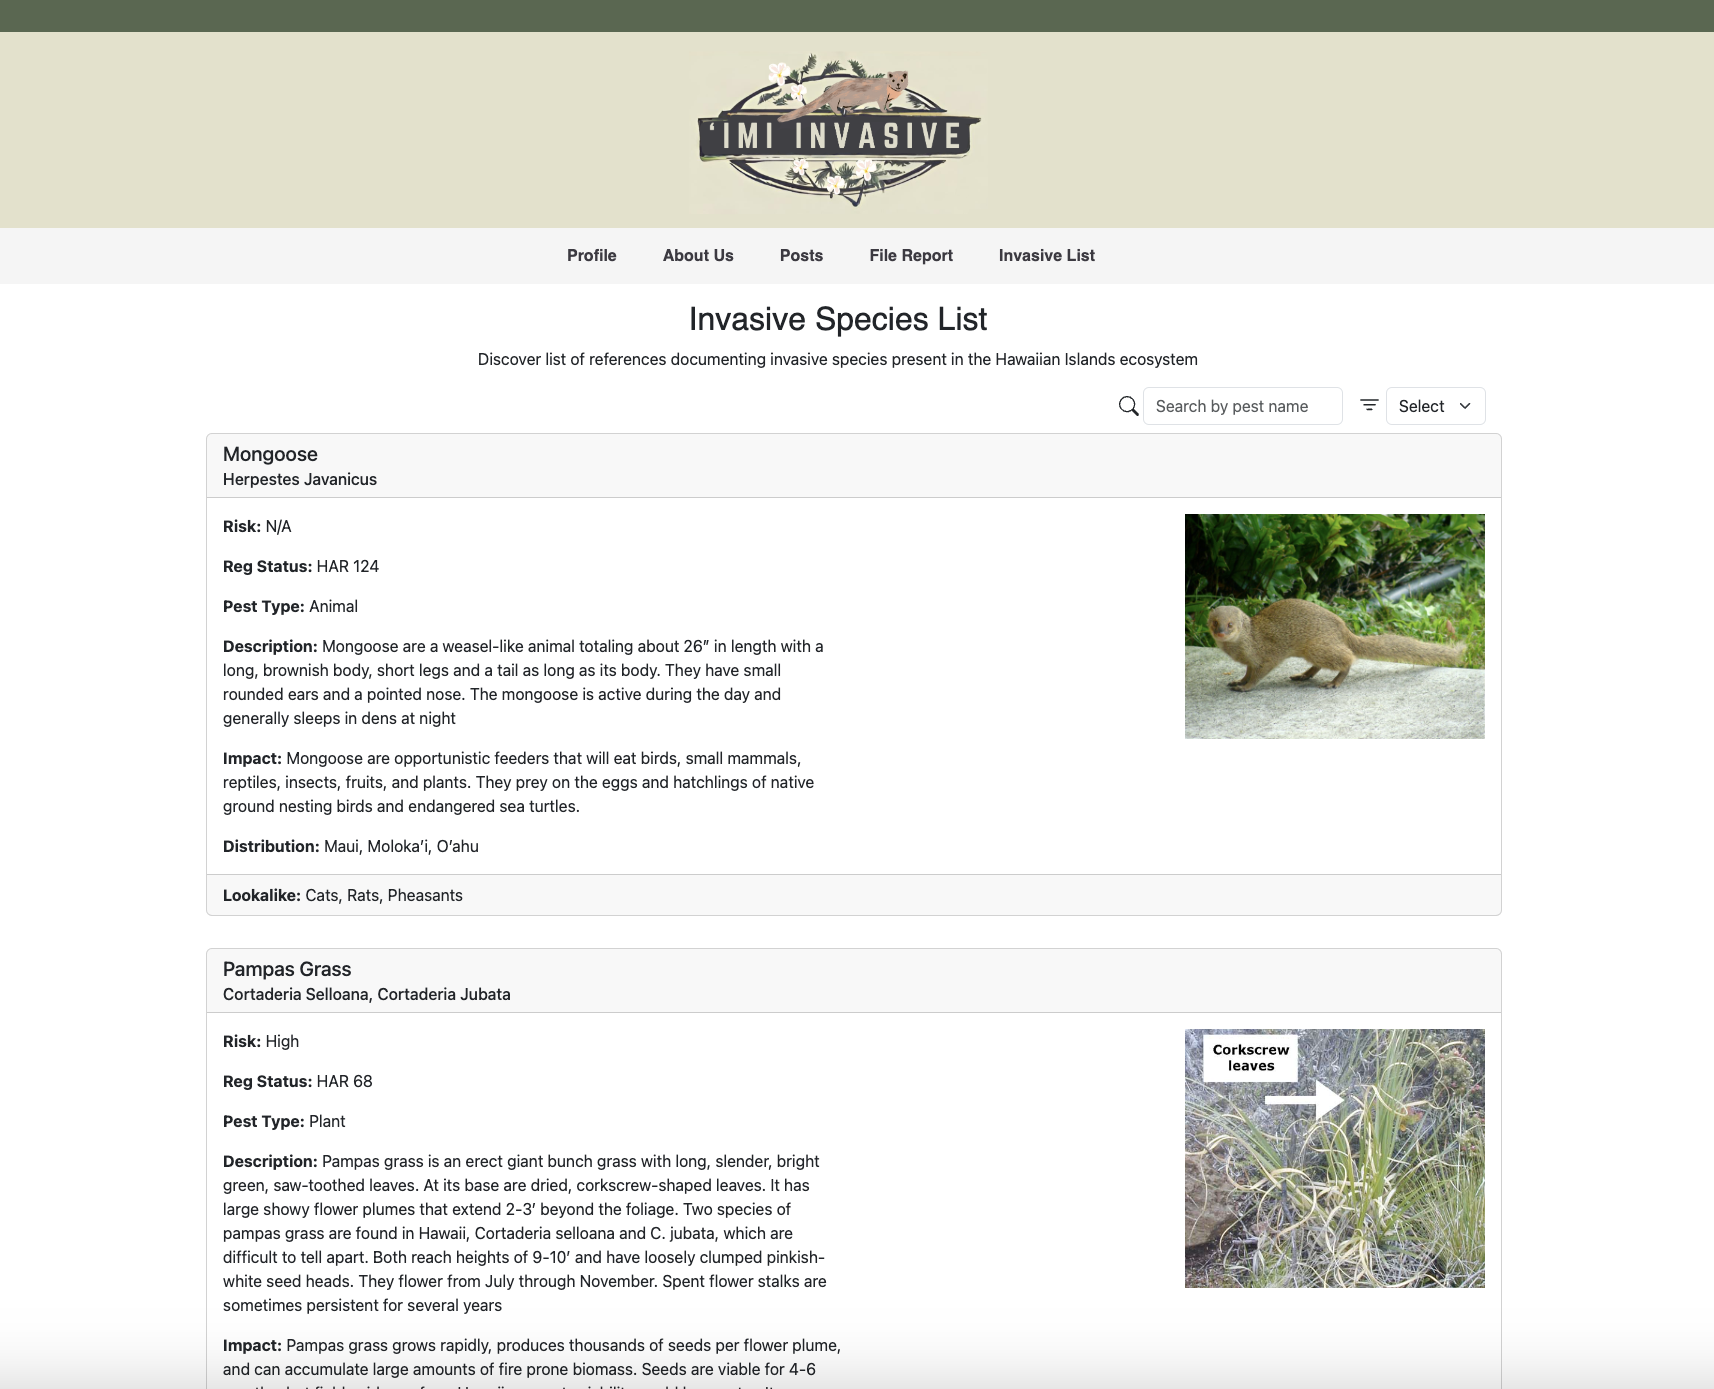 ‘IMI INVASIVE
Profile About Us Posts File Report Invasive List
Invasive Species List
Discover list of references documenting invasive species present in the Hawaiian Islands ecosystem
Search by pest name Select
Mongoose
Herpestes Javanicus
Risk: N/A
Reg Status: HAR 124
Pest Type: Animal
Description: Mongoose are a weasel-like animal totaling about 26” in length with a
long, brownish body, short legs and a tail as long as its body. They have small
rounded ears and a pointed nose. The mongoose is active during the day and
generally sleeps in dens at night
Impact: Mongoose are opportunistic feeders that will eat birds, small mammals,
reptiles, insects, fruits, and plants. They prey on the eggs and hatchlings of native
ground nesting birds and endangered sea turtles.
Distribution: Maui, Moloka’i, O’ahu
Lookalike: Cats, Rats, Pheasants
Pampas Grass
Cortaderia Selloana, Cortaderia Jubata
Risk: High
Reg Status: HAR 68
Pest Type: Plant
Corkscrew
leaves
Description: Pampas grass is an erect giant bunch grass with long, slender, bright
green, saw-toothed leaves. At its base are dried, corkscrew-shaped leaves. It has
large showy flower plumes that extend 2-3’ beyond the foliage. Two species of
pampas grass are found in Hawaii, Cortaderia selloana and C. jubata, which are
difficult to tell apart. Both reach heights of 9-10’ and have loosely clumped pinkish-
white seed heads. They flower from July through November. Spent flower stalks are
sometimes persistent for several years
Impact: Pampas grass grows rapidly, produces thousands of seeds per flower plume,
and can accumulate large amounts of fire prone biomass. Seeds are viable for 4-6